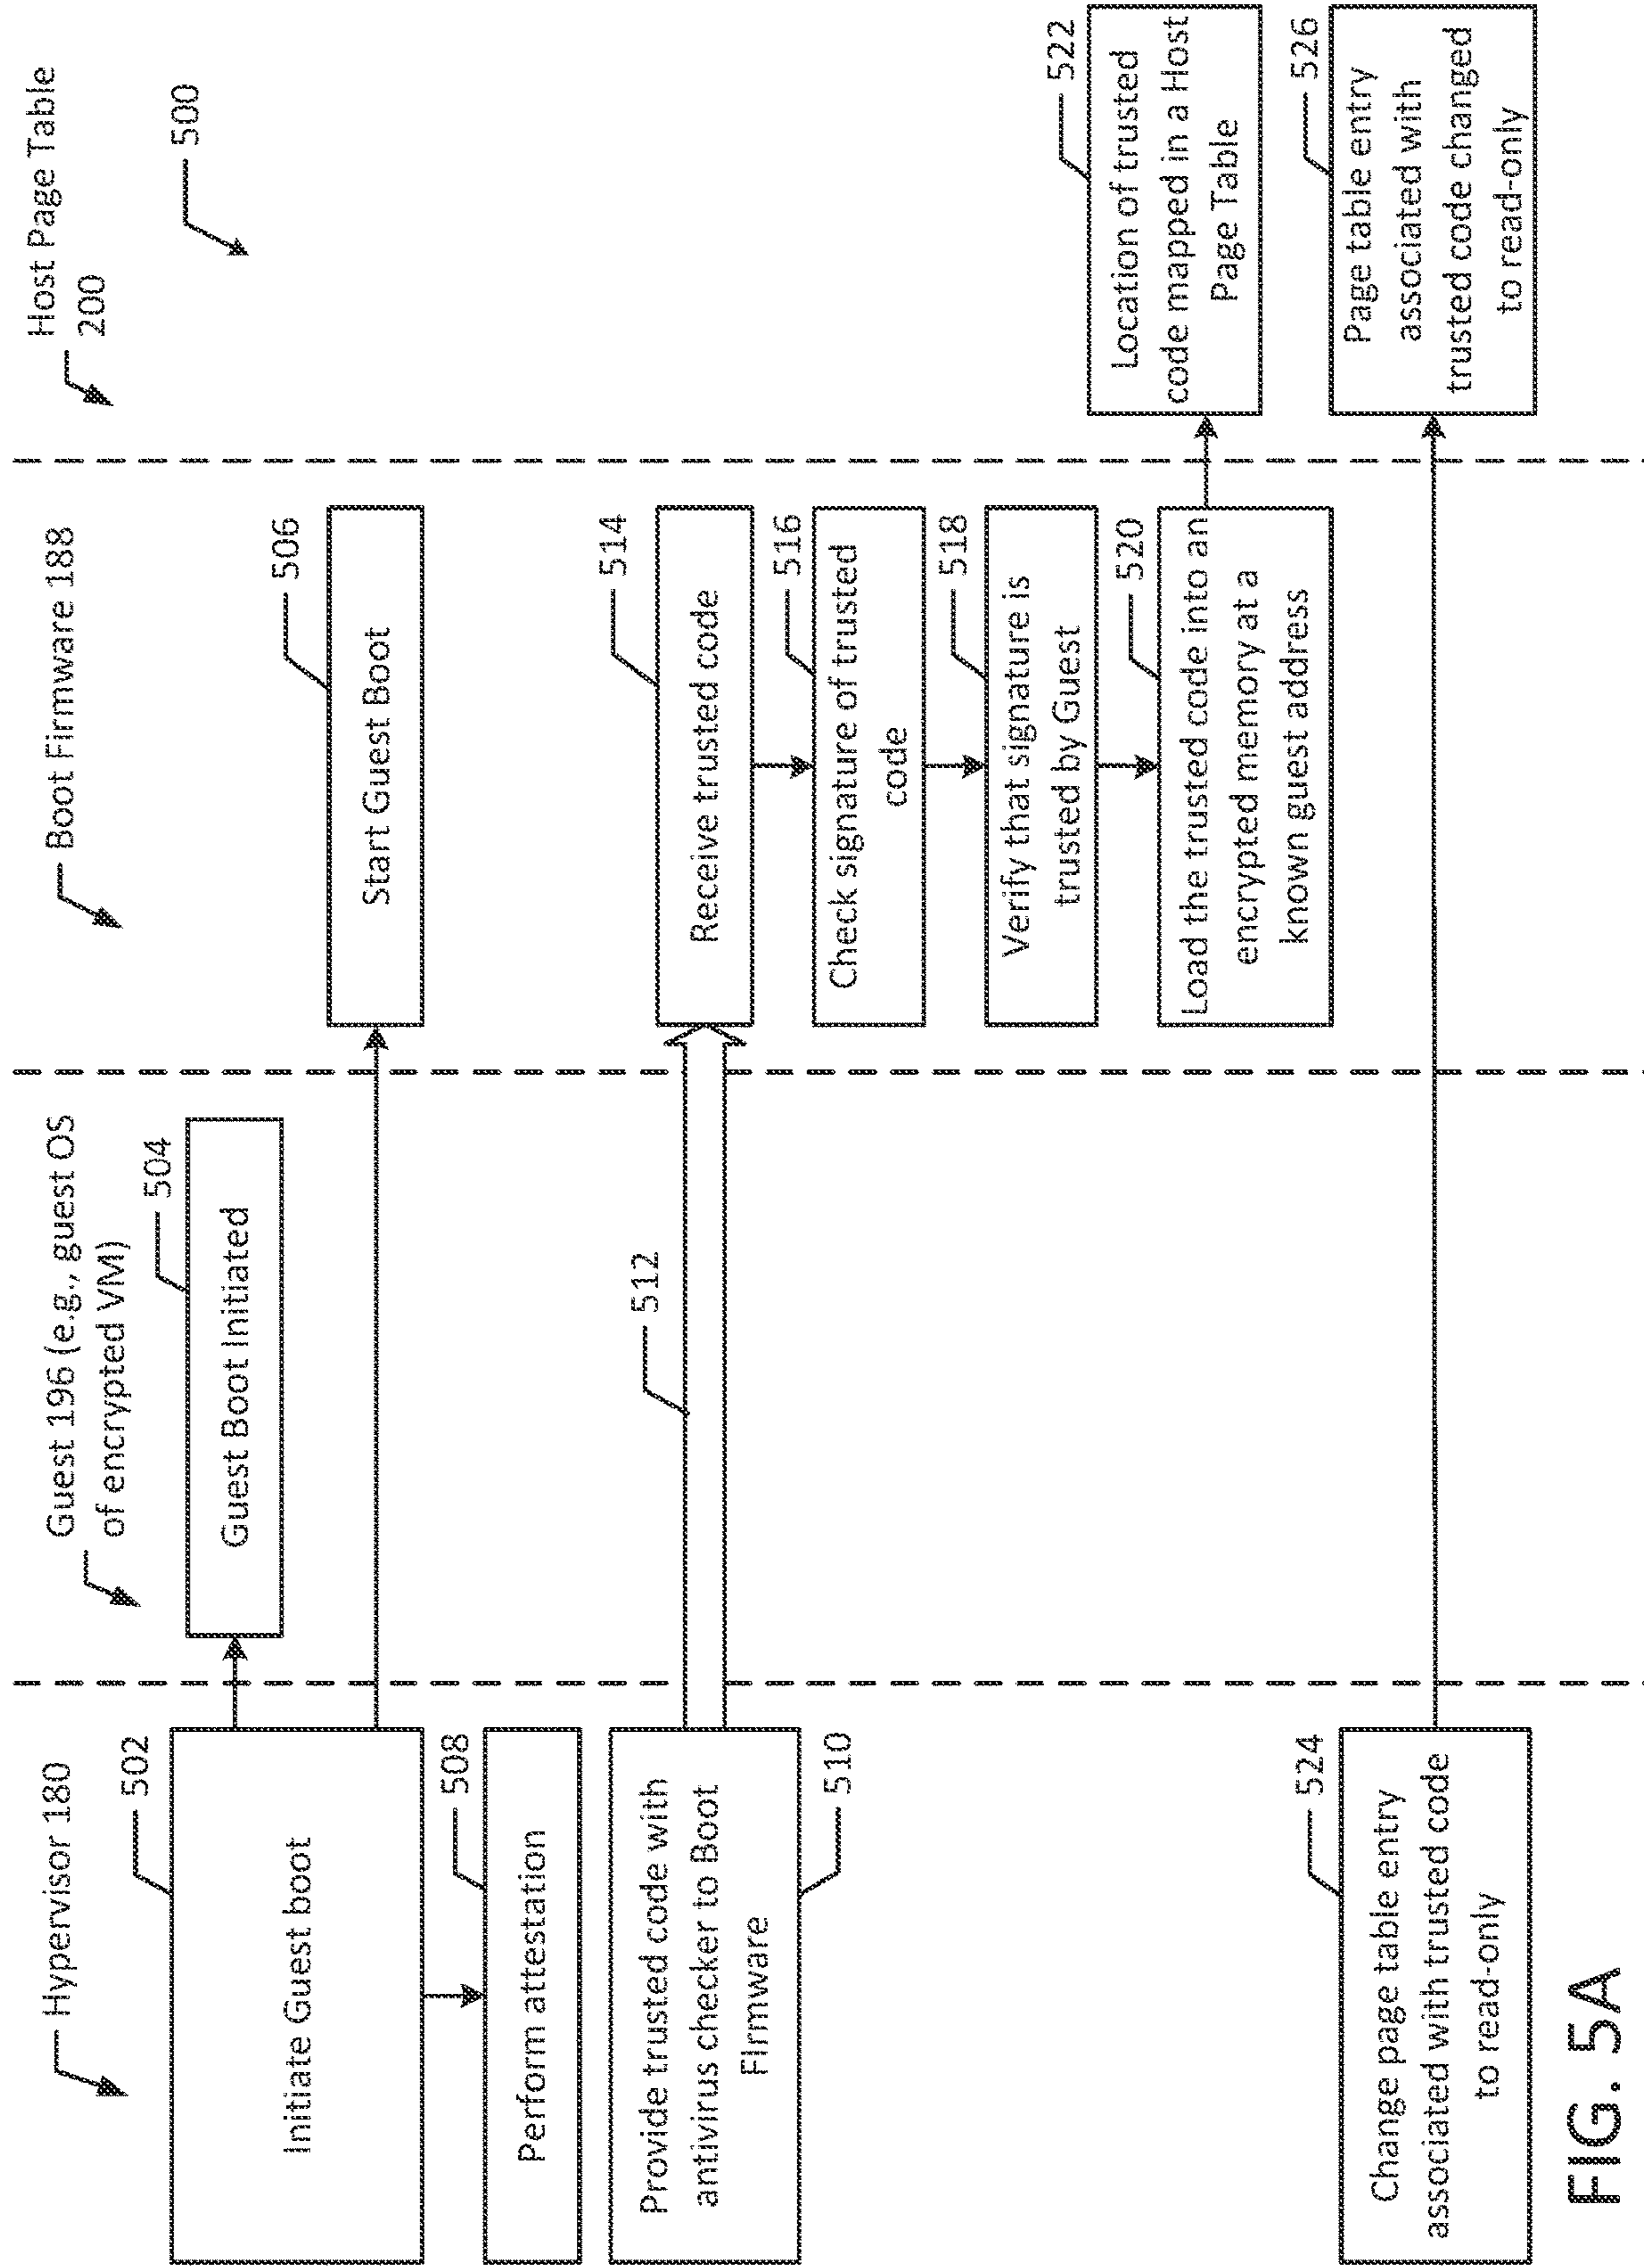 Hypervisor 180
Guest 196 (e.g., guest OS
of encrypted VM)
Boot Firmware 188
Host Page Table
200
500
502
Initiate Guest boot
504
Guest Boot Initiated
506
Start Guest Boot
508
Perform attestation
Provide trusted code with
antivirus checker to Boot
FIrmware
510
512
514
Receive trusted code
516
Check signature of trusted
code
518
Verify that signature is
trusted by Guest
520
Load the trusted code into an
encrypted memory at a
known guest address
522
Location of trusted
code mapped in a Host
Page Table
524
Change page table entry
associated with trusted code
to read-only
526
Page table entry
associated with
trusted code changed
to read-only
FIG. 5A